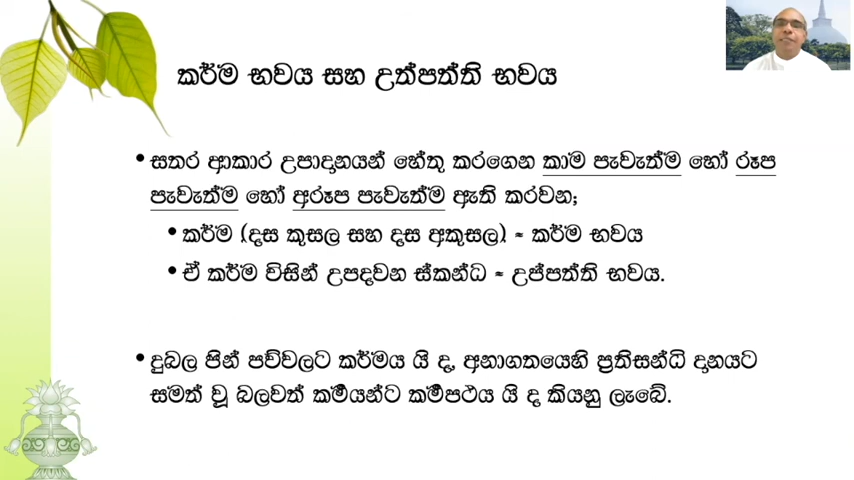 කර්ම භවය සහ උත්පත්ති භවය
• සතර ආකාර උපාදානයන් හේතු කරගෙන කාම පැවැත්ම හෝ රූප
පැවැත්ම හෝ අරූප පැවැත්ම ඇති කරවන;
• කර්ම (දස කුසල සහ දස අකුසල) ≈ කර්ම භවය
• ඒ කර්ම විසින් උපදවන ස්කන්ධ ≈ උප්පත්ති භවය.
• දුබල පින් පව්වලට කර්මය යි ද, අනාගතයෙහි ප්‍රතිසන්ධි දානයට
සමත් වූ බලවත් කර්‍මයන්ට කර්‍මපථය යි ද කියනු ලැබේ.